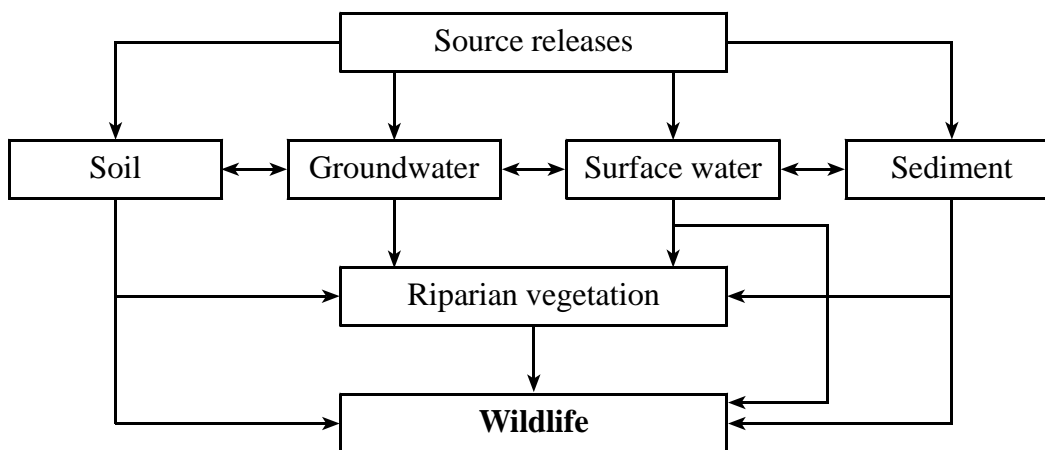 Source releases
Soil
Groundwater
Surface water
Sediment
Riparian vegetation
Wildlife